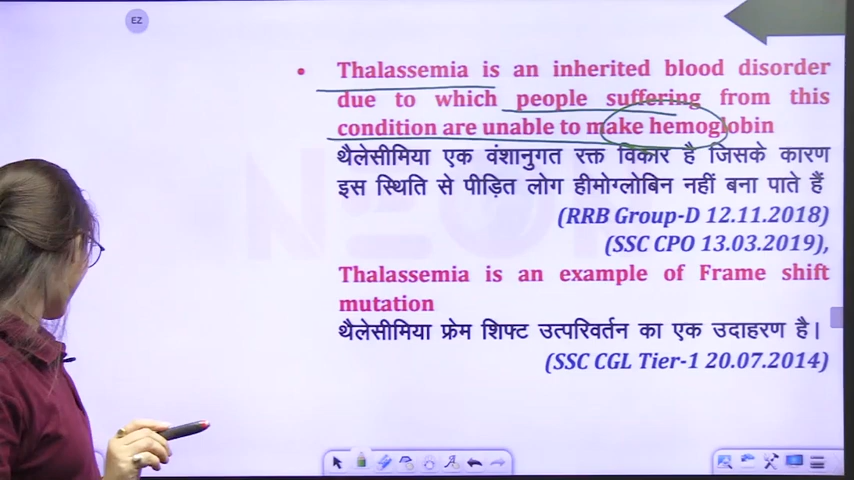 EZ
• Thalassemia is an inherited blood disorder
due to which people suffering from this
condition are unable to make hemoglobin
थैलेसीमिया एक वंशानुगत रक्त विकार है जिसके कारण
इस स्थिति से पीड़ित लोग हीमोग्लोबिन नहीं बना पाते हैं
(RRB Group-D 12.11.2018)
(SSC CPO 13.03.2019),
Thalassemia is an example of Frame shift
mutation
थैलेसीमिया फ्रेम शिफ्ट उत्परिवर्तन का एक उदाहरण है।
(SSC CGL Tier-1 20.07.2014)